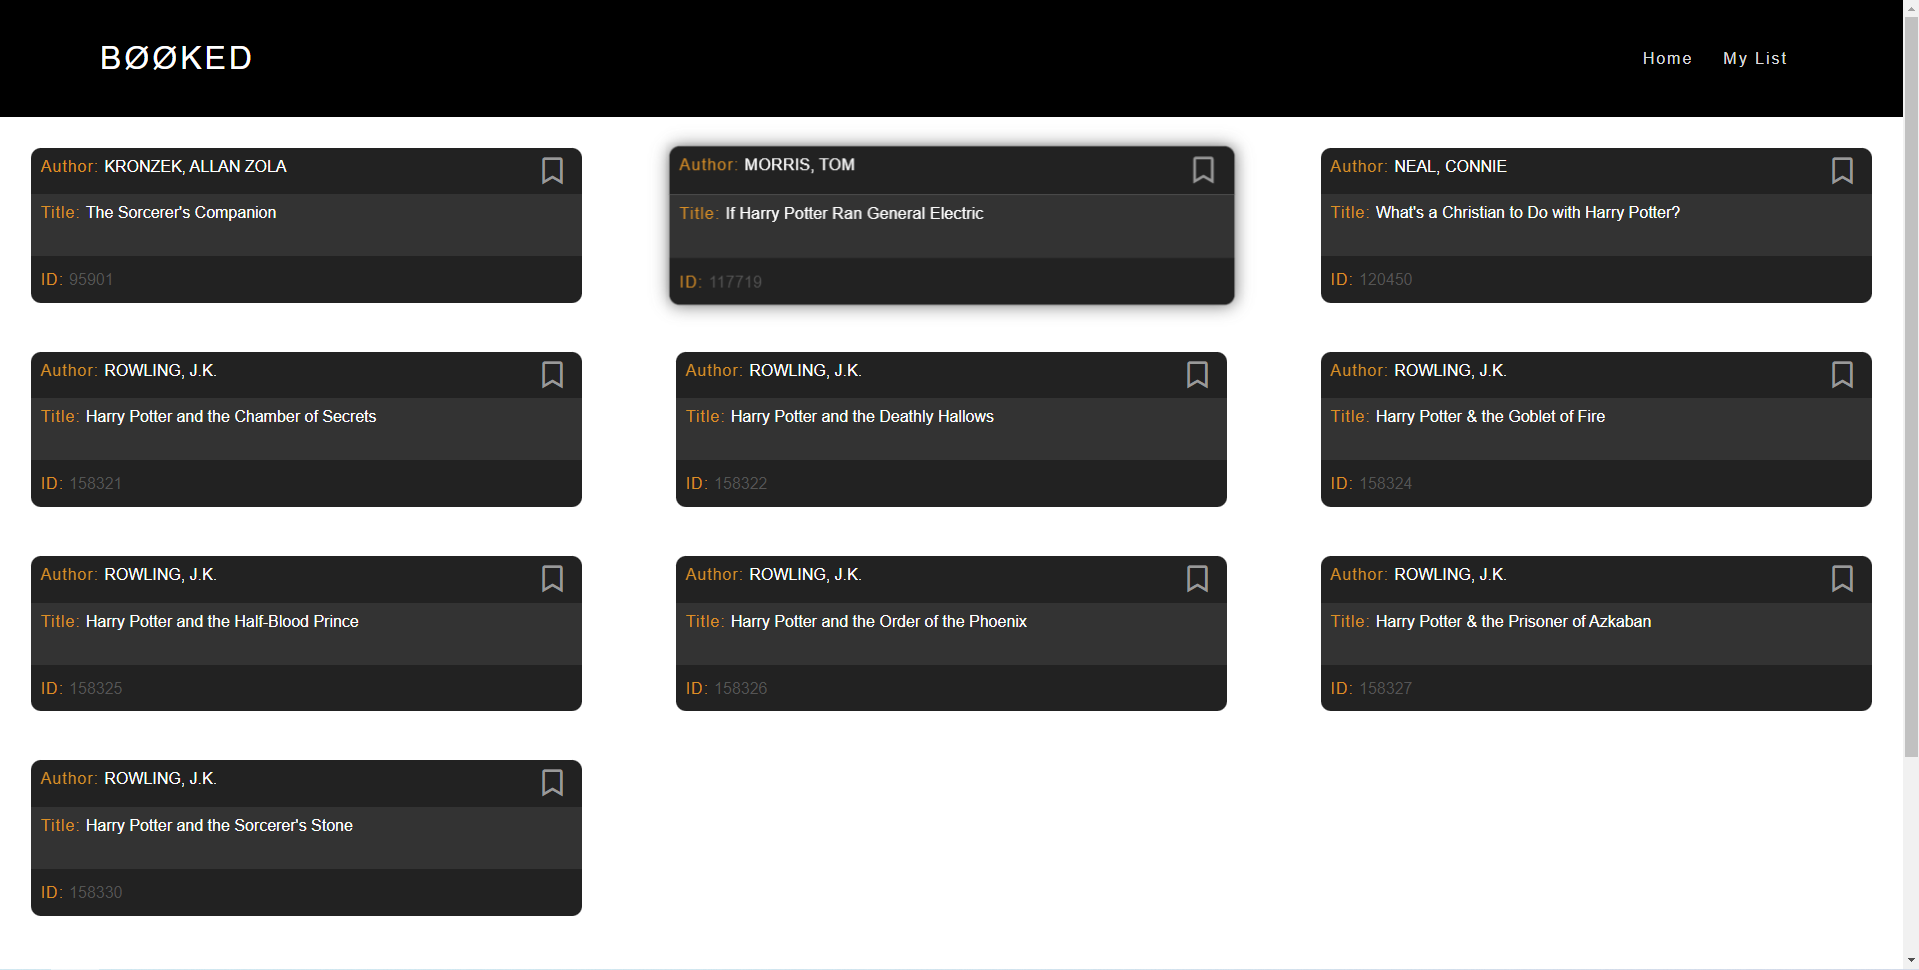 BØØKED
Home My List
Author: KRONZEK, ALLAN ZOLA
Title: The Sorcerer's Companion
ID: 95901
Author: MORRIS, TOM
Title: If Harry Potter Ran General Electric
ID: 117719
Author: NEAL, CONNIE
Title: What's a Christian to Do with Harry Potter?
ID: 120450
Author: ROWLING, J.K.
Title: Harry Potter and the Chamber of Secrets
ID: 158321
Author: ROWLING, J.K.
Title: Harry Potter and the Deathly Hallows
ID: 158322
Author: ROWLING, J.K.
Title: Harry Potter & the Goblet of Fire
ID: 158324
Author: ROWLING, J.K.
Title: Harry Potter and the Half-Blood Prince
ID: 158325
Author: ROWLING, J.K.
Title: Harry Potter and the Order of the Phoenix
ID: 158326
Author: ROWLING, J.K.
Title: Harry Potter & the Prisoner of Azkaban
ID: 158327
Author: ROWLING, J.K.
Title: Harry Potter and the Sorcerer's Stone
ID: 158330